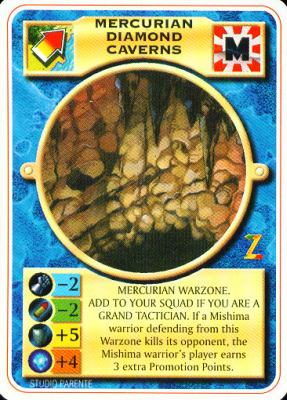 MERCURIAN
DIAMOND
CAVERNS
M
Z
-2
-2
+5
+4
MERCURIAN WARZONE.
ADD TO YOUR SQUAD IF YOU ARE A
GRAND TACTICIAN. If a Mishima
warrior defending from this
Warzone kills its opponent, the
Mishima warrior's player earns
3 extra Promotion Points.
STUDIO PARENTE